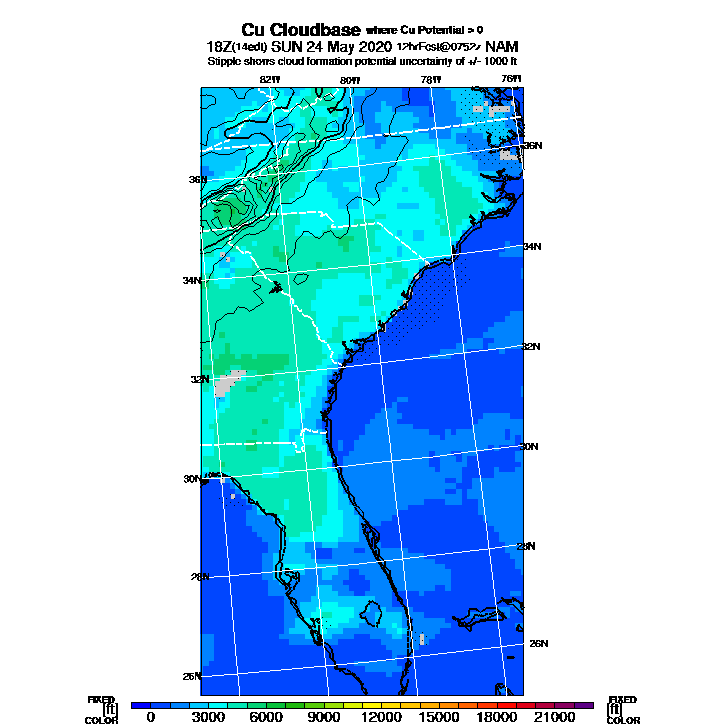 Cu Cloudbase where Cu Potential > 0
18Z(14edt) SUN 24 May 2020 12hrFcst@0752z NAM
Stipple shows cloud formation potential uncertainty of +/- 1000 ft
82W 80W 78W 76W
36N
36N
34N
34N
32N
32N
30N
30N
28N
28N
26N
26N
FIXED FIXED
[ft] 0 3000 6000 9000 12000 15000 18000 21000 [ft]
COLOR COLOR